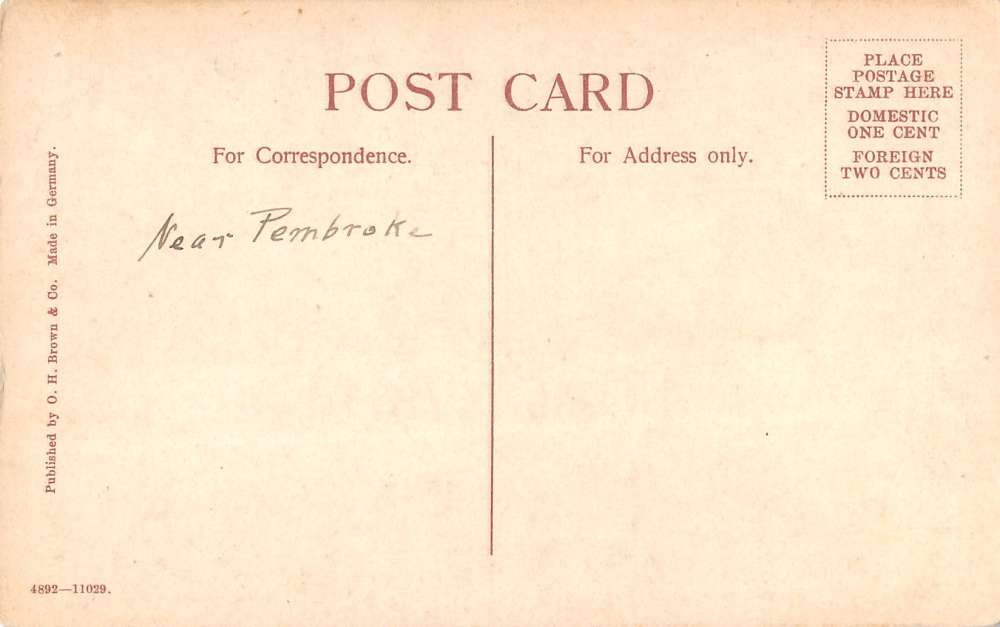 POST CARD
For Correspondence.
For Address only.
PLACE
POSTAGE
STAMP HERE
DOMESTIC
ONE CENT
FOREIGN
TWO CENTS
Near Pembroke
Published by O. H. Brown & Co. Made in Germany.
4892—11029.